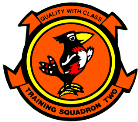 QUALITY WITH CLASS
TRAINING SQUADRON TWO